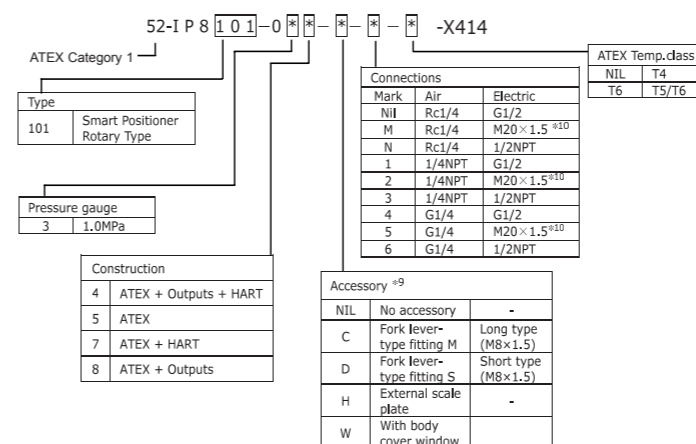 52-I P 8 1 0 1 - 0 * * - * - * - * -X414
ATEX Category 1
ATEX Temp.class
NIL T4
T6 T5/T6
Type
101 Smart Positioner
Rotary Type
Connections
Mark Air Electric
Nil Rc1/4 G1/2
M Rc1/4 M20×1.5 *10
N Rc1/4 1/2NPT
1 1/4NPT G1/2
2 1/4NPT M20×1.5*10
3 1/4NPT 1/2NPT
4 G1/4 G1/2
5 G1/4 M20×1.5*10
6 G1/4 1/2NPT
Pressure gauge
3 1.0MPa
Construction
4 ATEX + Outputs + HART
5 ATEX
7 ATEX + HART
8 ATEX + Outputs
Accessory *9
NIL No accessory -
C Fork lever-
type fitting M Long type
(M8×1.5)
D Fork lever-
type fitting S Short type
(M8×1.5)
H External scale
plate -
W With body
cover window